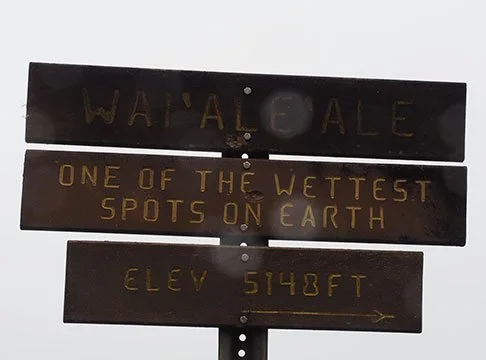 WAI'ALE'ALE
ONE OF THE WETTEST
SPOTS ON EARTH
ELEV 5148FT